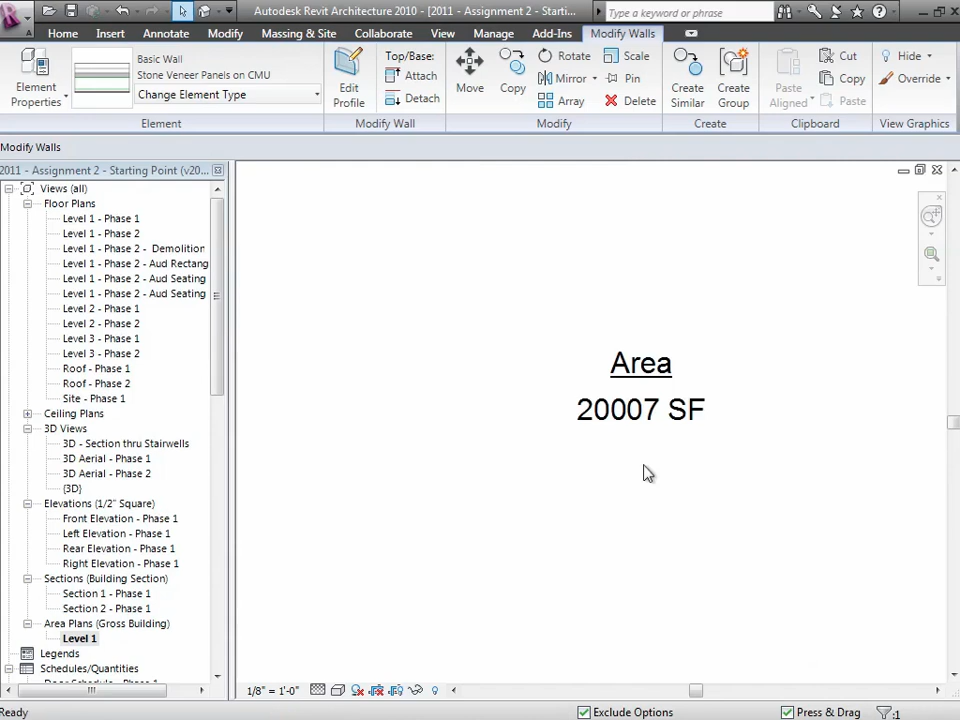 Autodesk Revit Architecture 2010 - [2011 - Assignment 2 - Starti...
Type a keyword or phrase
Home Insert Annotate Modify Massing & Site Collaborate View Manage Add-Ins Modify Walls
Element Properties
Basic Wall
Stone Veneer Panels on CMU
Change Element Type
Edit Profile
Top/Base:
Attach
Detach
Move
Copy
Rotate
Mirror
Array
Scale
Pin
Delete
Create Similar
Create Group
Paste Aligned
Cut
Copy
Paste
Hide
Override
Element Modify Wall Modify Create Clipboard View Graphics
Modify Walls
2011 - Assignment 2 - Starting Point (v20...
Views (all)
Floor Plans
Level 1 - Phase 1
Level 1 - Phase 2
Level 1 - Phase 2 - Demolition
Level 1 - Phase 2 - Aud Rectang
Level 1 - Phase 2 - Aud Seating
Level 1 - Phase 2 - Aud Seating
Level 2 - Phase 1
Level 2 - Phase 2
Level 3 - Phase 1
Level 3 - Phase 2
Roof - Phase 1
Roof - Phase 2
Site - Phase 1
Ceiling Plans
3D Views
3D - Section thru Stairwells
3D Aerial - Phase 1
3D Aerial - Phase 2
{3D}
Elevations (1/2" Square)
Front Elevation - Phase 1
Left Elevation - Phase 1
Rear Elevation - Phase 1
Right Elevation - Phase 1
Sections (Building Section)
Section 1 - Phase 1
Section 2 - Phase 1
Area Plans (Gross Building)
Level 1
Legends
Schedules/Quantities
Area
20007 SF
1/8" = 1'-0"
Ready
Exclude Options
Press & Drag
:1